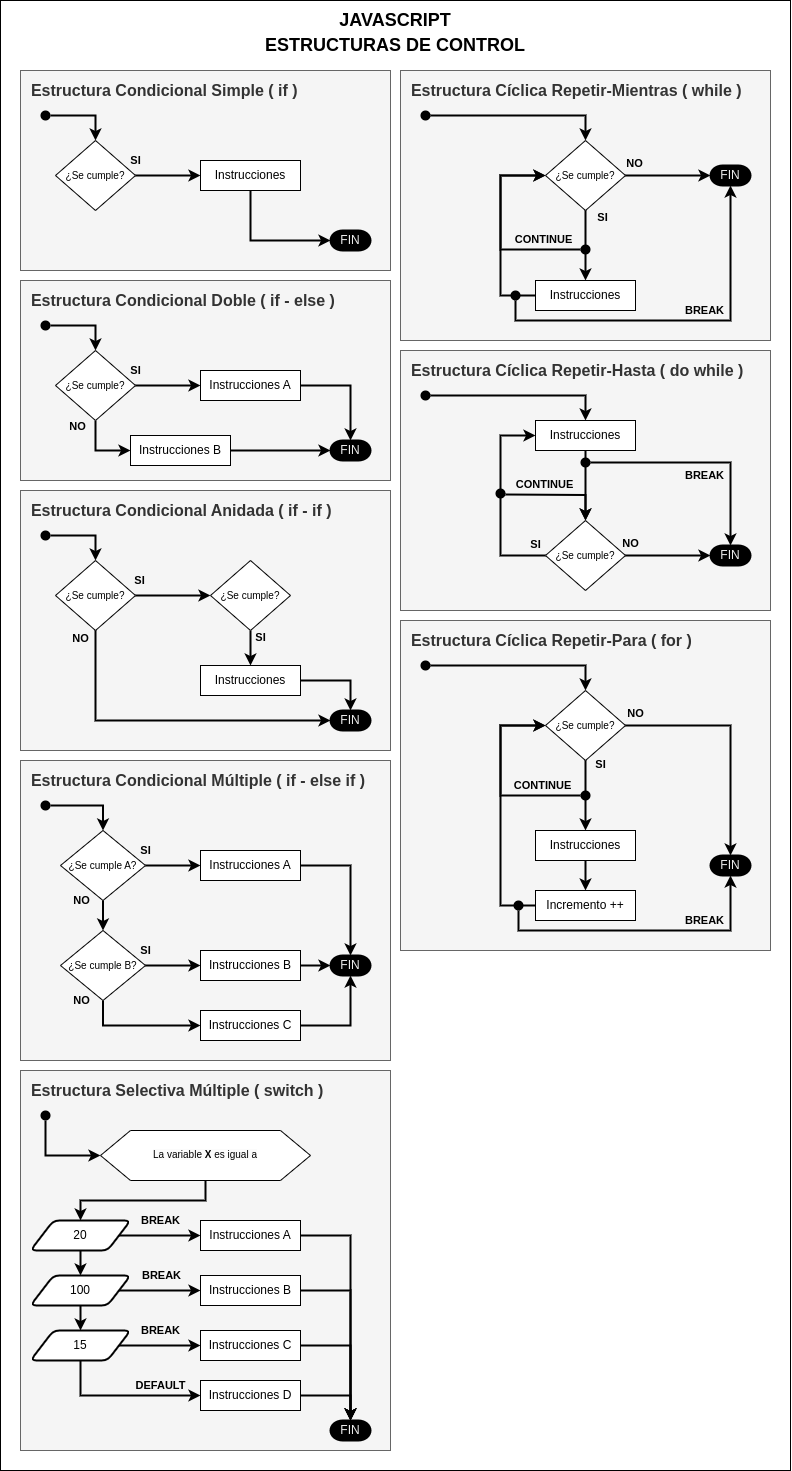 JAVASCRIPT
ESTRUCTURAS DE CONTROL
Estructura Condicional Simple ( if )
¿Se cumple?
SI
Instrucciones
FIN
Estructura Condicional Doble ( if - else )
¿Se cumple?
SI
Instrucciones A
NO
Instrucciones B
FIN
Estructura Condicional Anidada ( if - if )
¿Se cumple?
SI
¿Se cumple?
NO
SI
Instrucciones
FIN
Estructura Condicional Múltiple ( if - else if )
¿Se cumple A?
SI
Instrucciones A
NO
¿Se cumple B?
SI
Instrucciones B
FIN
NO
Instrucciones C
Estructura Selectiva Múltiple ( switch )
La variable X es igual a
20
BREAK
Instrucciones A
100
BREAK
Instrucciones B
15
BREAK
Instrucciones C
DEFAULT
Instrucciones D
FIN
Estructura Cíclica Repetir-Mientras ( while )
¿Se cumple?
NO
FIN
SI
CONTINUE
Instrucciones
BREAK
Estructura Cíclica Repetir-Hasta ( do while )
Instrucciones
BREAK
CONTINUE
SI
¿Se cumple?
NO
FIN
Estructura Cíclica Repetir-Para ( for )
¿Se cumple?
NO
SI
CONTINUE
Instrucciones
FIN
Incremento ++
BREAK